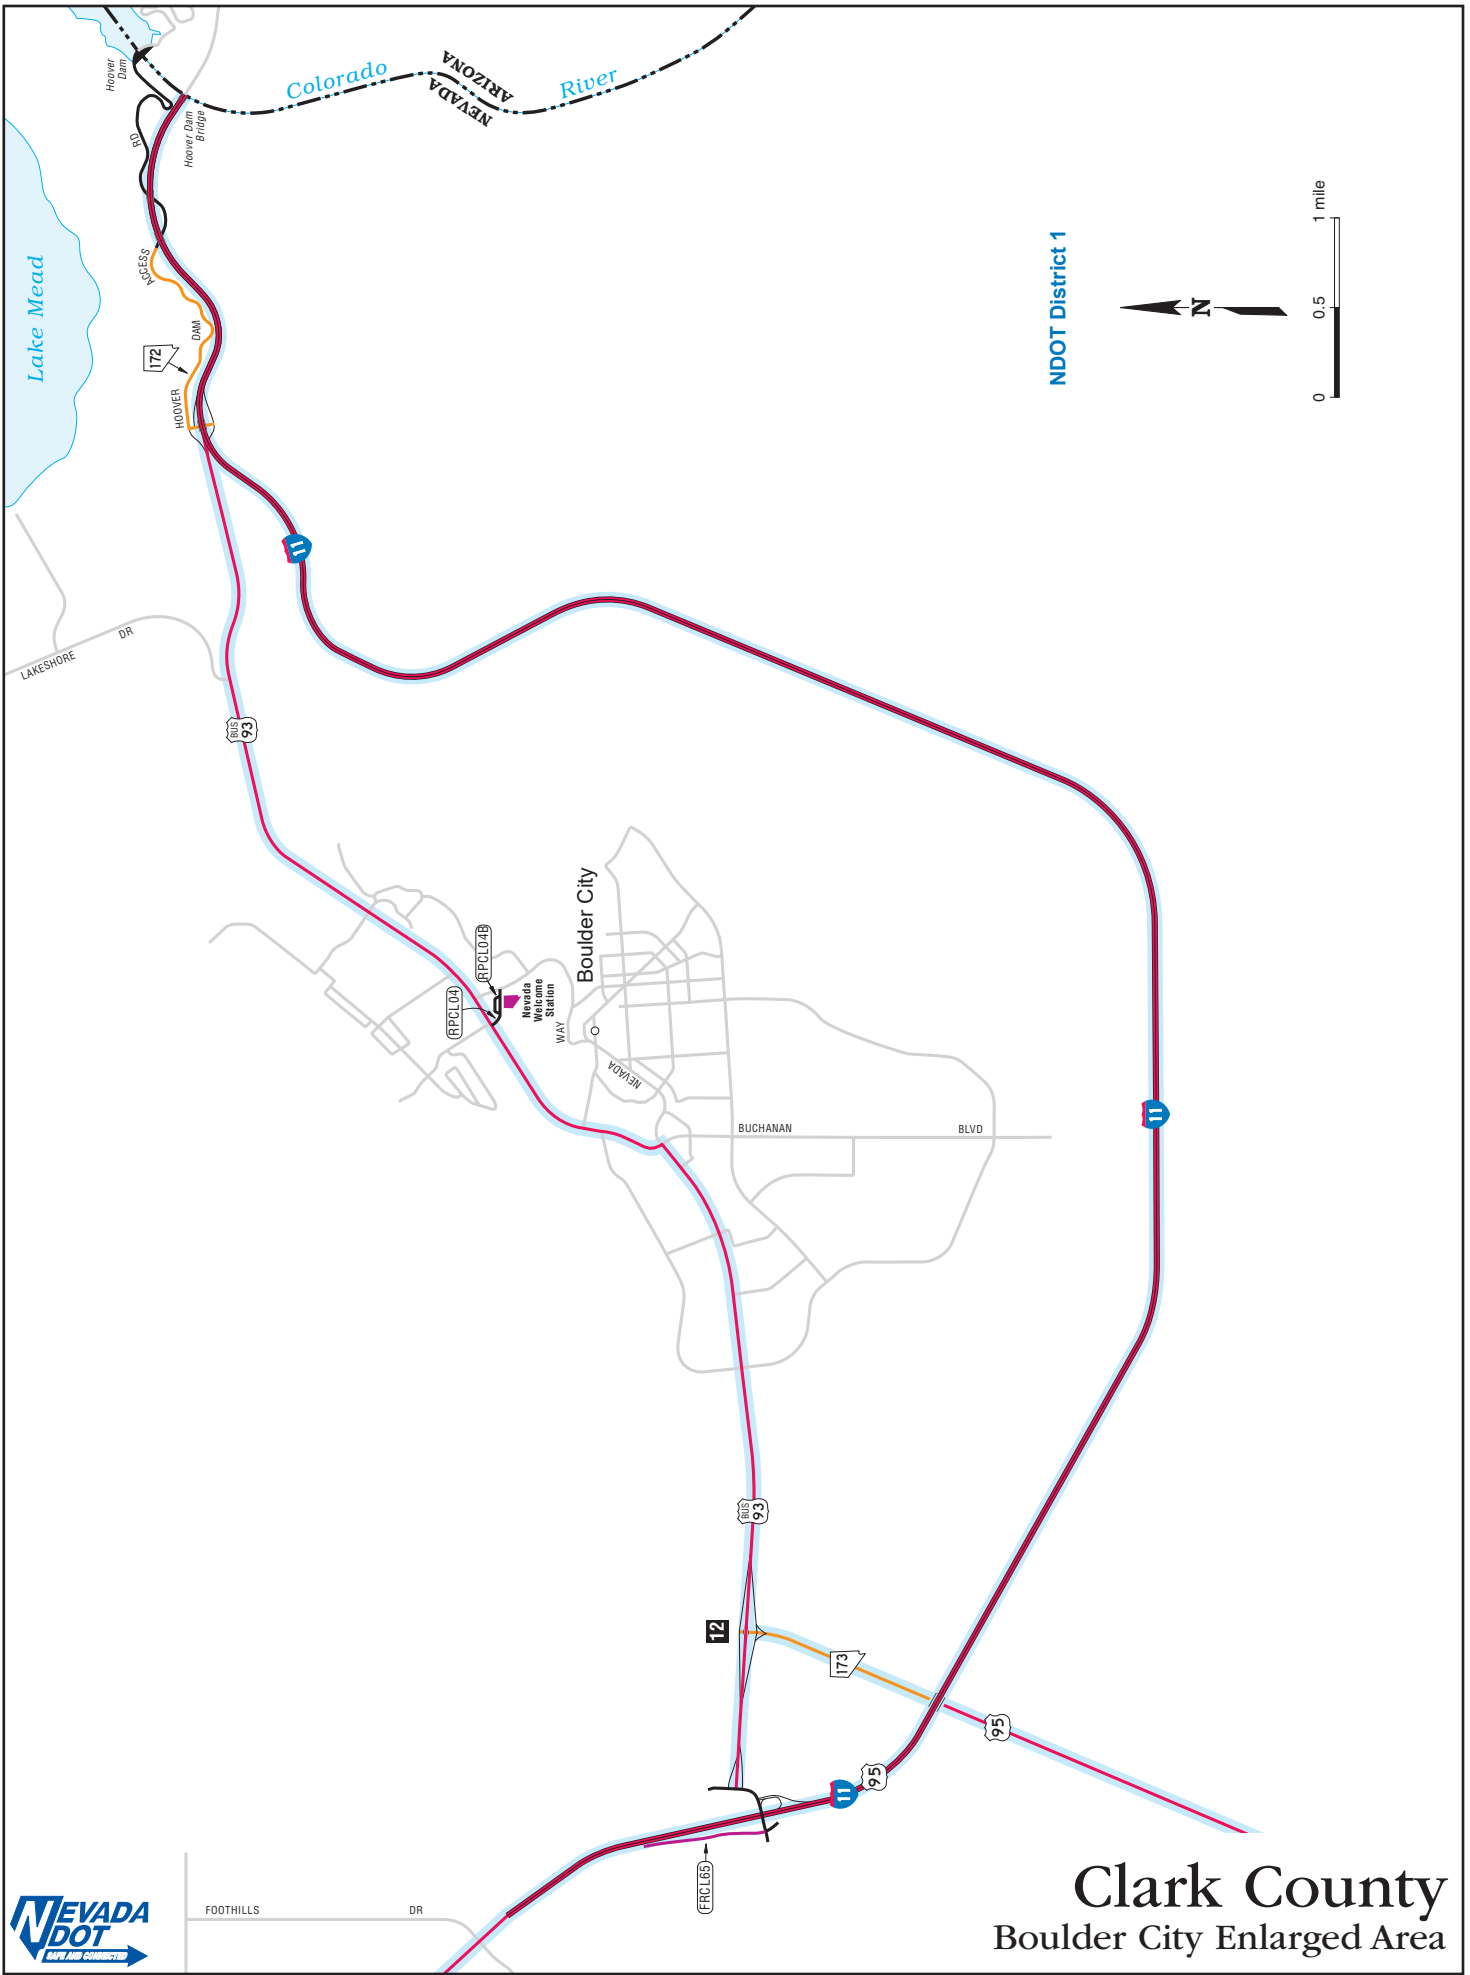 Hoover
Dam
Colorado
River
ARIZONA
NEVADA
Hoover Dam
Bridge
RD
ACCESS
DAM
HOOVER
172
Lake Mead
NDOT District 1
N
0
0.5
1 mile
11
LAKESHORE
DR
BUS
93
RPCL04B
RPCL04
Nevada
Welcome
Station
Boulder City
WAY
NEVADA
BUCHANAN
BLVD
11
BUS
93
12
173
95
95
11
FRCL65
FOOTHILLS
DR
NEVADA
DOT
SAFE AND CONNECTED
Clark County
Boulder City Enlarged Area